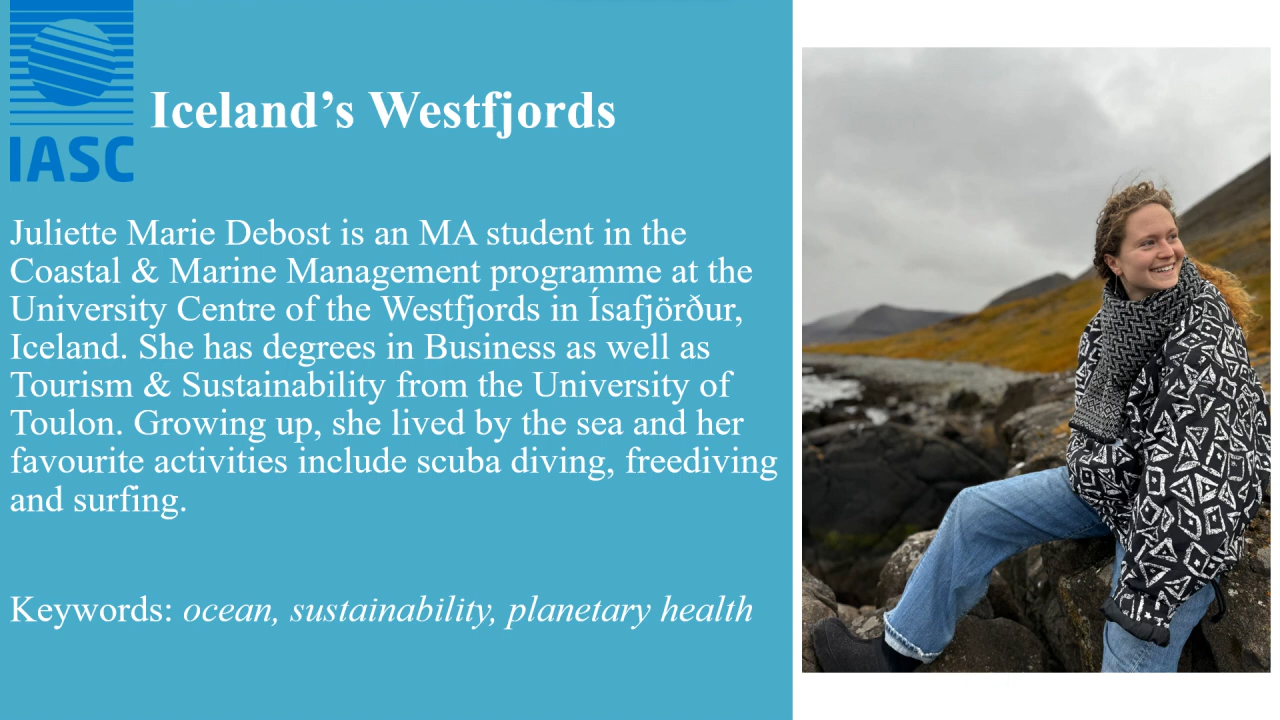 IASC
Iceland’s Westfjords
Juliette Marie Debost is an MA student in the
Coastal & Marine Management programme at the
University Centre of the Westfjords in Ísafjörður,
Iceland. She has degrees in Business as well as
Tourism & Sustainability from the University of
Toulon. Growing up, she lived by the sea and her
favourite activities include scuba diving, freediving
and surfing.
Keywords: ocean, sustainability, planetary health